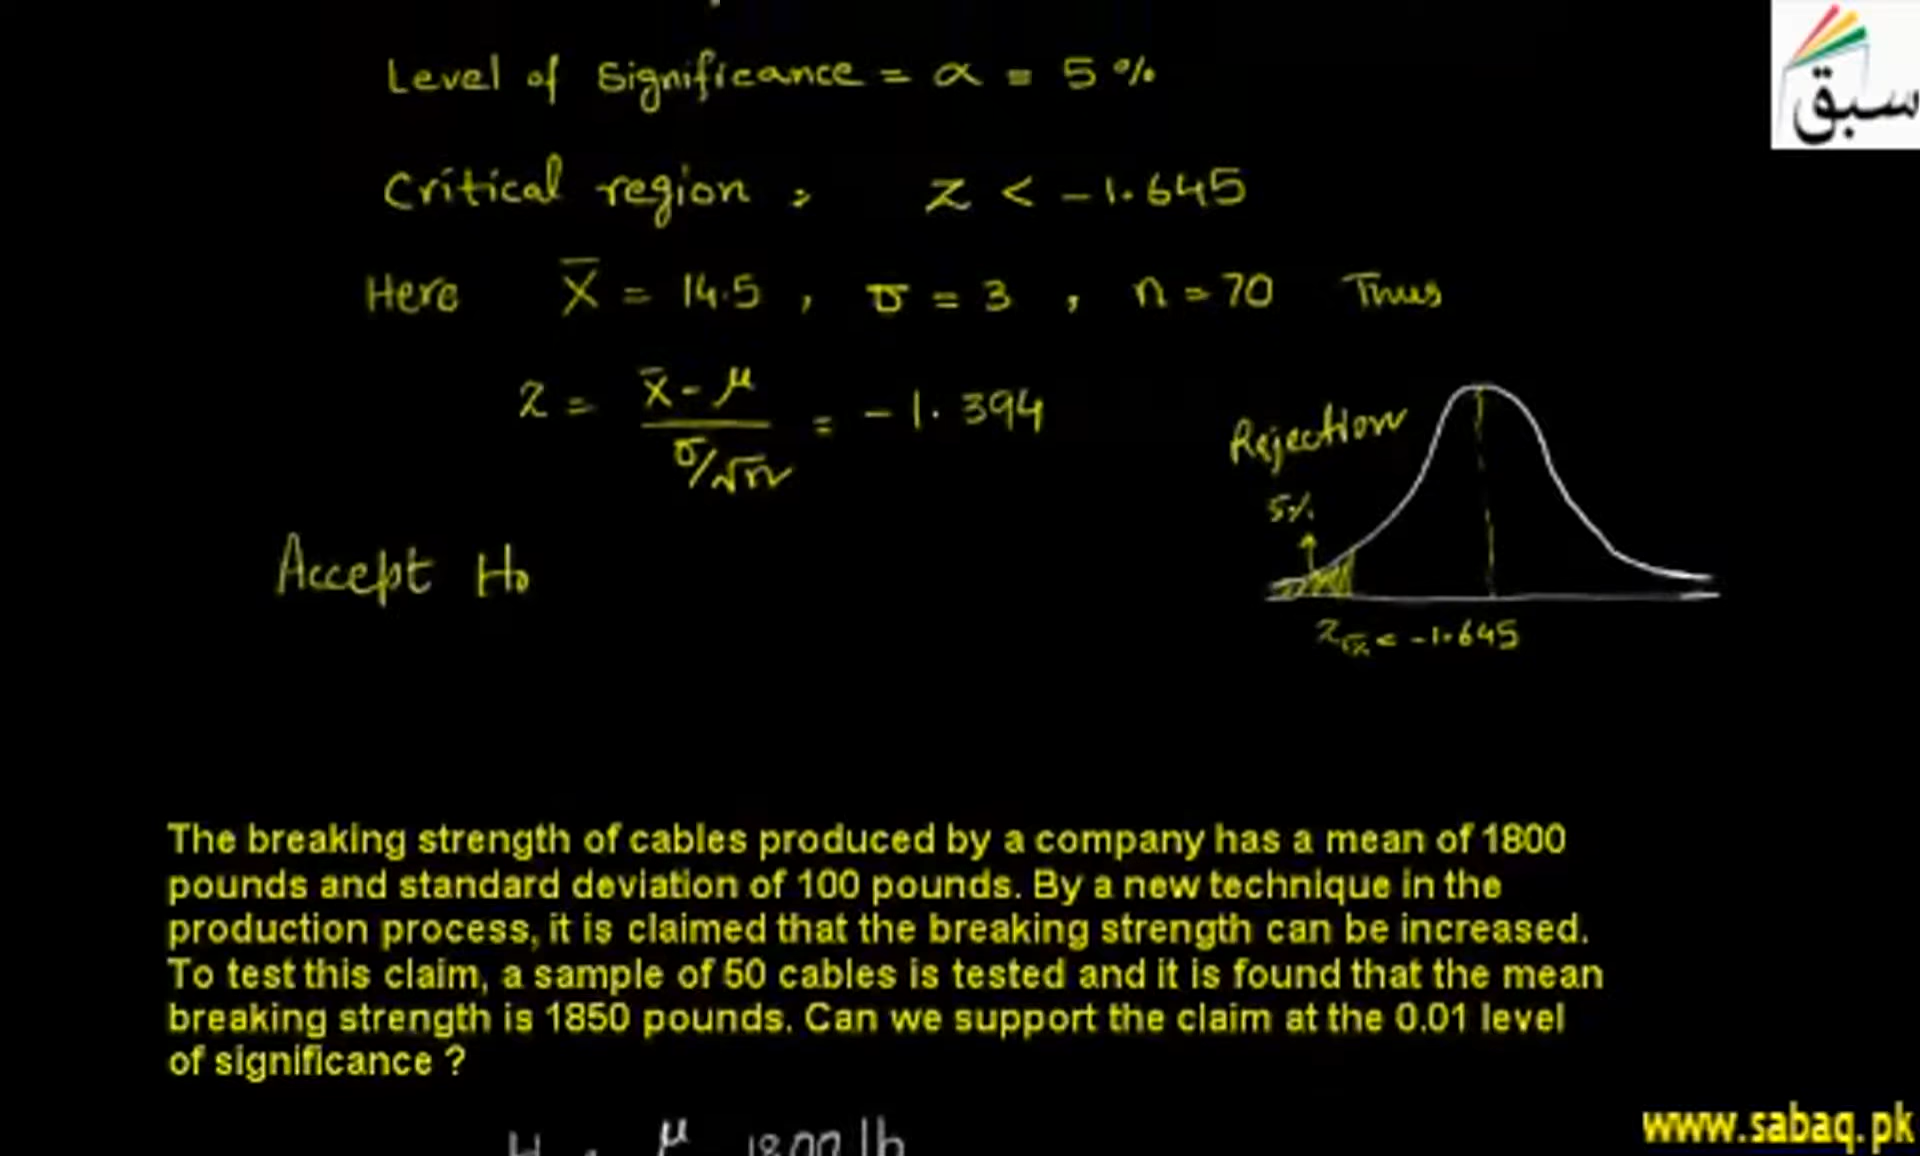 Level of Significance = α = 5 %
سبق
Critical region, z < -1.645
Here X̄ = 14.5 , σ = 3 , n = 70 Thus
z = (x̄ - μ) / (σ/√n) = -1.394
Rejection
5%
Accept H₀
< -1.645
The breaking strength of cables produced by a company has a mean of 1800
pounds and standard deviation of 100 pounds. By a new technique in the
production process, it is claimed that the breaking strength can be increased.
To test this claim, a sample of 50 cables is tested and it is found that the mean
breaking strength is 1850 pounds. Can we support the claim at the 0.01 level
of significance ?
μ 1800 lb
www.sabaq.pk